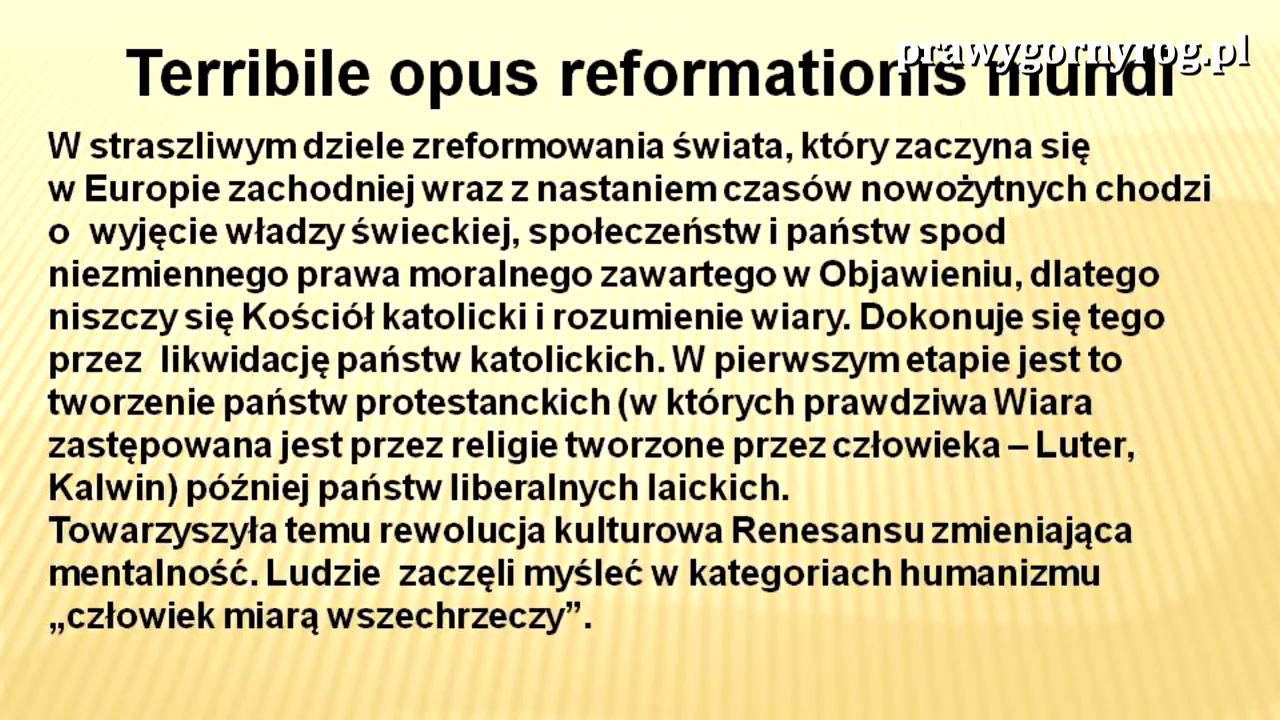 prawygornyrog.pl
Terribile opus reformationis mundi
W straszliwym dziele zreformowania świata, który zaczyna się
w Europie zachodniej wraz z nastaniem czasów nowożytnych chodzi
o wyjęcie władzy świeckiej, społeczeństw i państw spod
niezmiennego prawa moralnego zawartego w Objawieniu, dlatego
niszczy się Kościół katolicki i rozumienie wiary. Dokonuje się tego
przez likwidację państw katolickich. W pierwszym etapie jest to
tworzenie państw protestanckich (w których prawdziwa Wiara
zastępowana jest przez religie tworzone przez człowieka – Luter,
Kalwin) później państw liberalnych laickich.
Towarzyszyła temu rewolucja kulturowa Renesansu zmieniająca
mentalność. Ludzie zaczęli myśleć w kategoriach humanizmu
„człowiek miarą wszechrzeczy”.